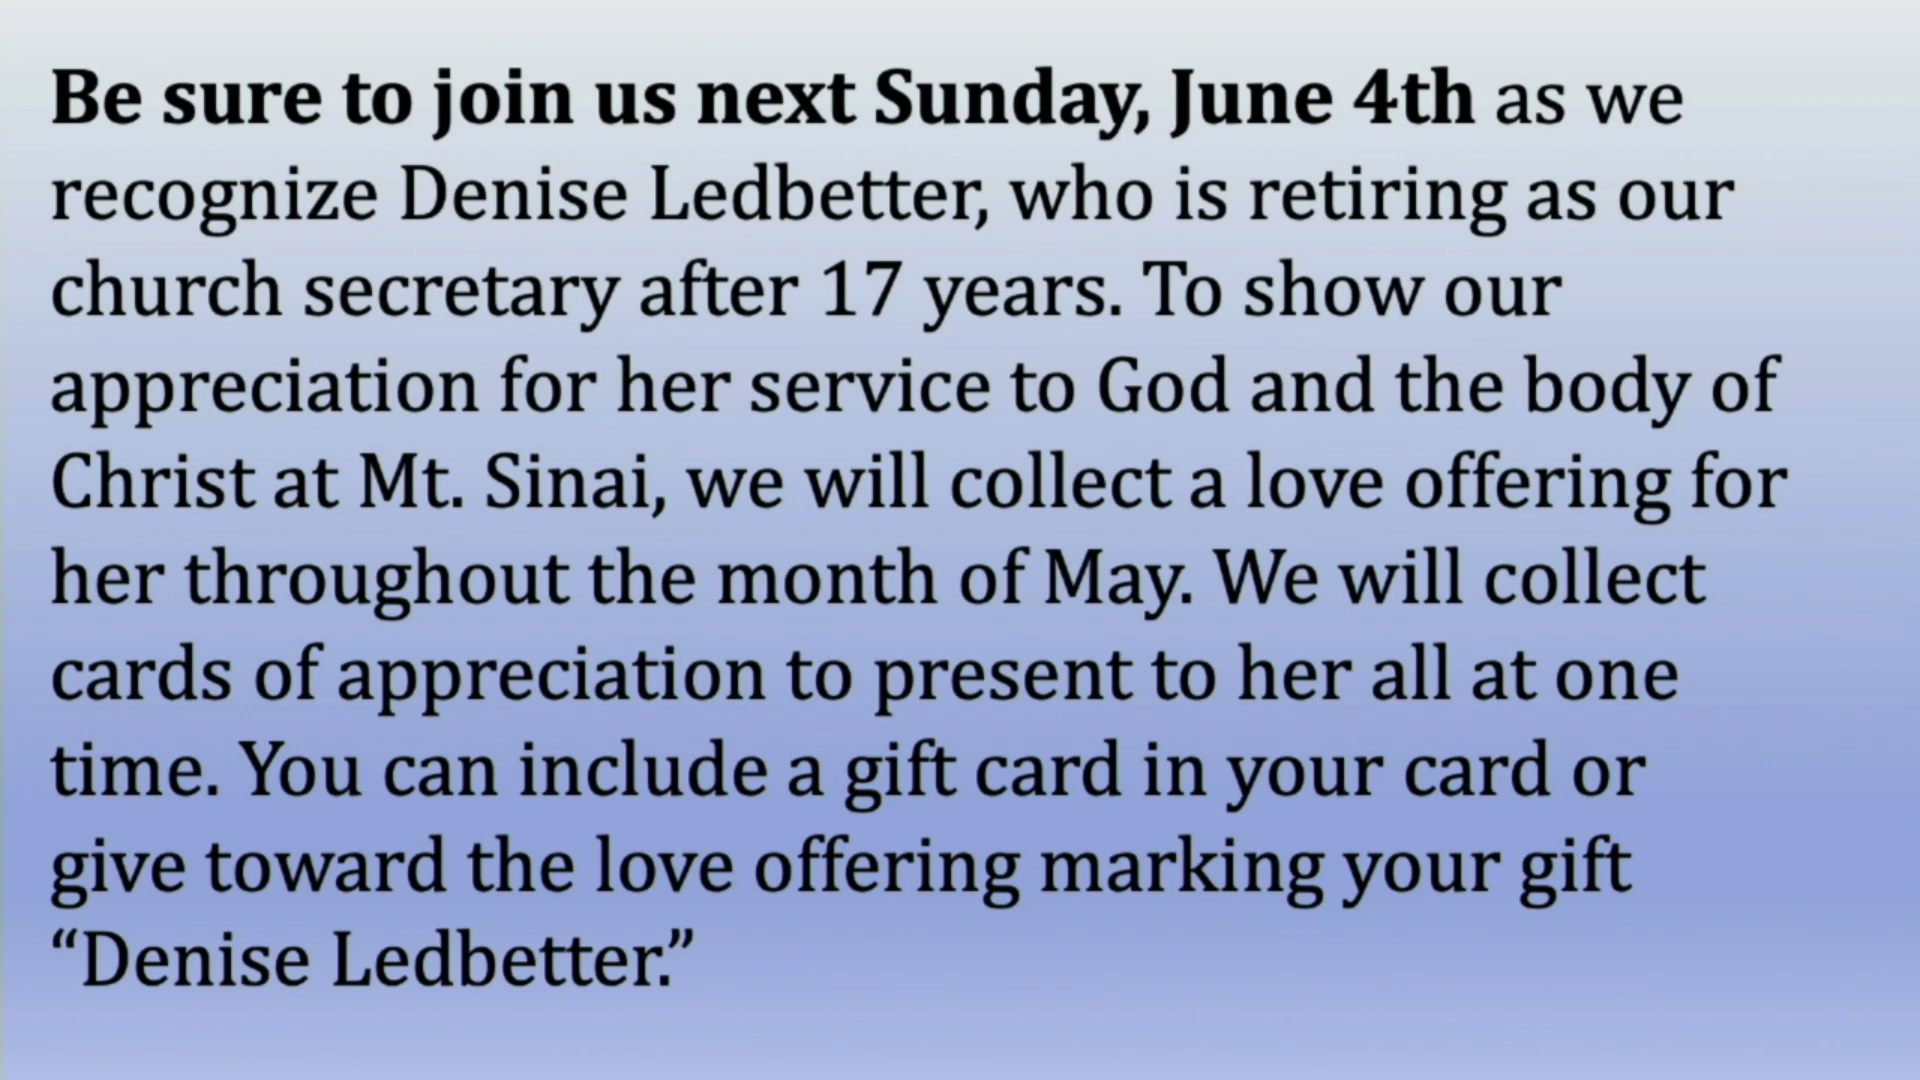 Be sure to join us next Sunday, June 4th as we
recognize Denise Ledbetter, who is retiring as our
church secretary after 17 years. To show our
appreciation for her service to God and the body of
Christ at Mt. Sinai, we will collect a love offering for
her throughout the month of May. We will collect
cards of appreciation to present to her all at one
time. You can include a gift card in your card or
give toward the love offering marking your gift
“Denise Ledbetter.”